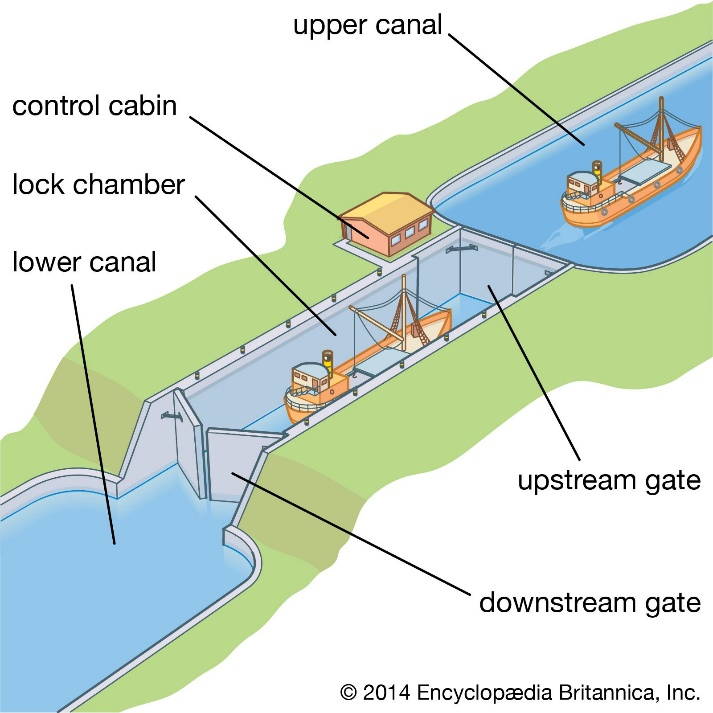 upper canal
control cabin
lock chamber
lower canal
upstream gate
downstream gate
© 2014 Encyclopædia Britannica, Inc.